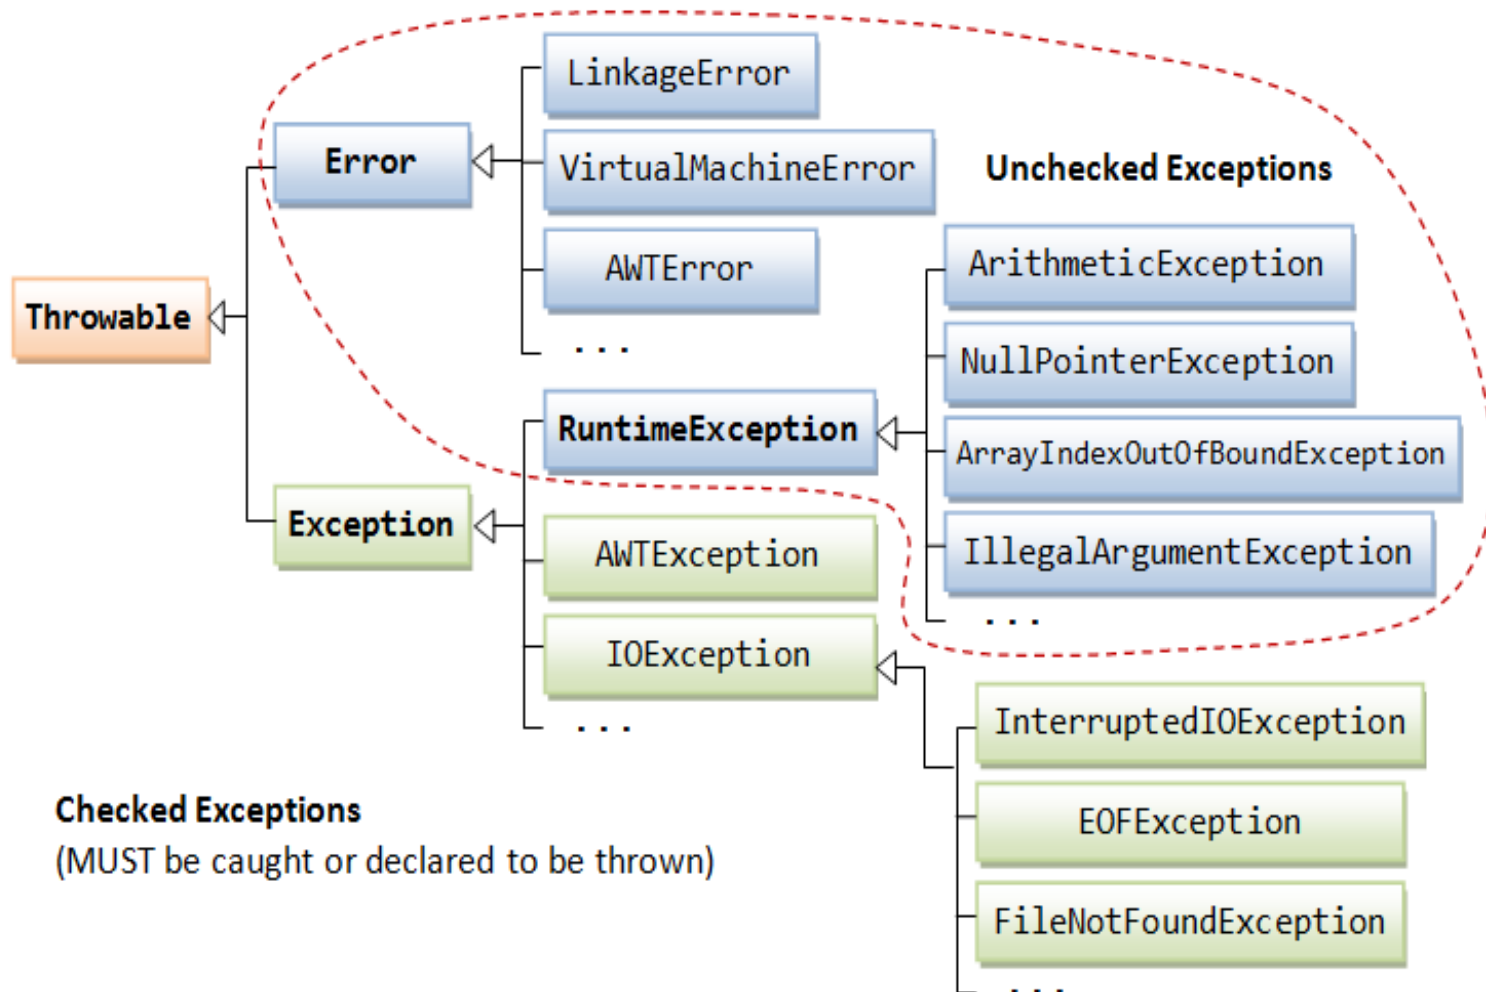 LinkageError
Error
VirtualMachineError
Unchecked Exceptions
AWTError
ArithmeticException
Throwable
...
NullPointerException
RuntimeException
ArrayIndexOutOfBoundException
Exception
AWTException
IllegalArgumentException
...
IOException
...
InterruptedIOException
Checked Exceptions
(MUST be caught or declared to be thrown)
EOFException
FileNotFoundException
...